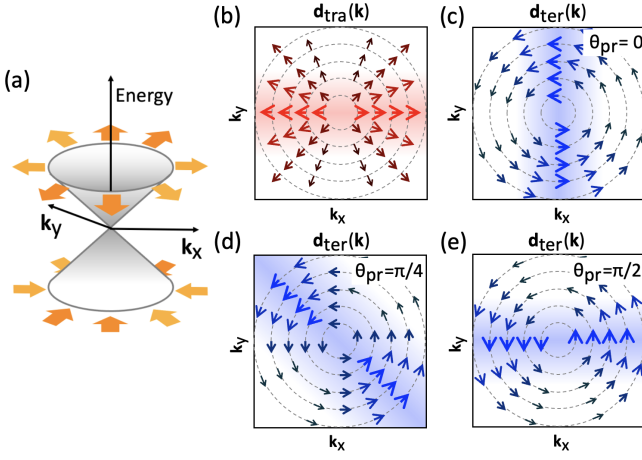 (a)
Energy
k_y
k_x
(b)
d_tra(k)
k_y
k_x
(c)
d_ter(k)
θ_pr= 0
k_y
k_x
(d)
d_ter(k)
θ_pr=π/4
k_y
k_x
(e)
d_ter(k)
θ_pr=π/2
k_y
k_x